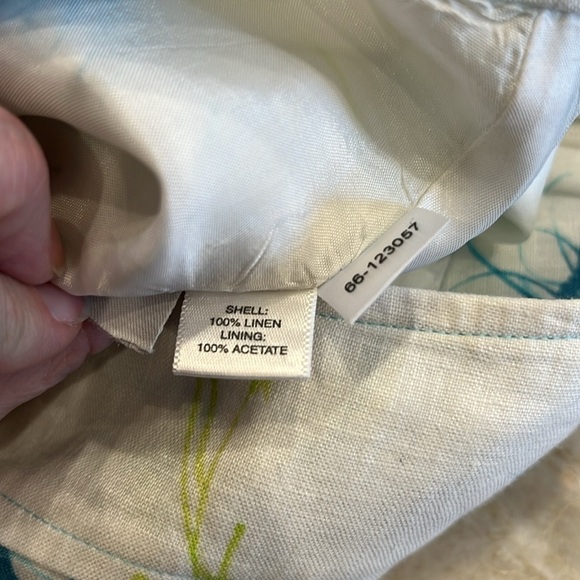 SHELL:
100% LINEN
LINING:
100% ACETATE
66-123057